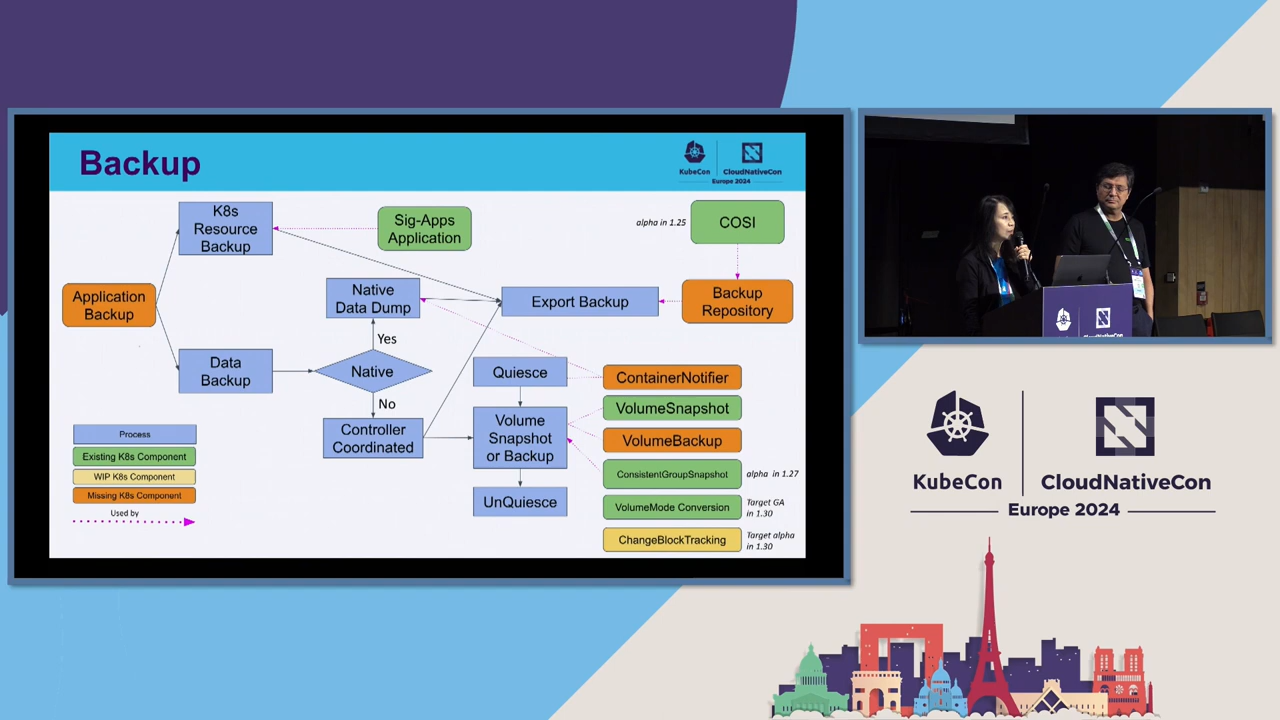 Backup
KubeCon
CloudNativeCon
Europe 2024
K8s
Resource
Backup
Sig-Apps
Application
alpha in 1.25
COSI
Application
Backup
Native
Data Dump
Export Backup
Backup
Repository
Yes
Data
Backup
Native
No
Controller
Coordinated
Quiesce
Volume
Snapshot
or Backup
UnQuiesce
ContainerNotifier
VolumeSnapshot
VolumeBackup
ConsistentGroupSnapshot
alpha in 1.27
VolumeMode Conversion
Target GA
in 1.30
ChangeBlockTracking
Target alpha
in 1.30
Process
Existing K8s Component
WIP K8s Component
Missing K8s Component
Used by
KubeCon
CloudNativeCon
Europe 2024